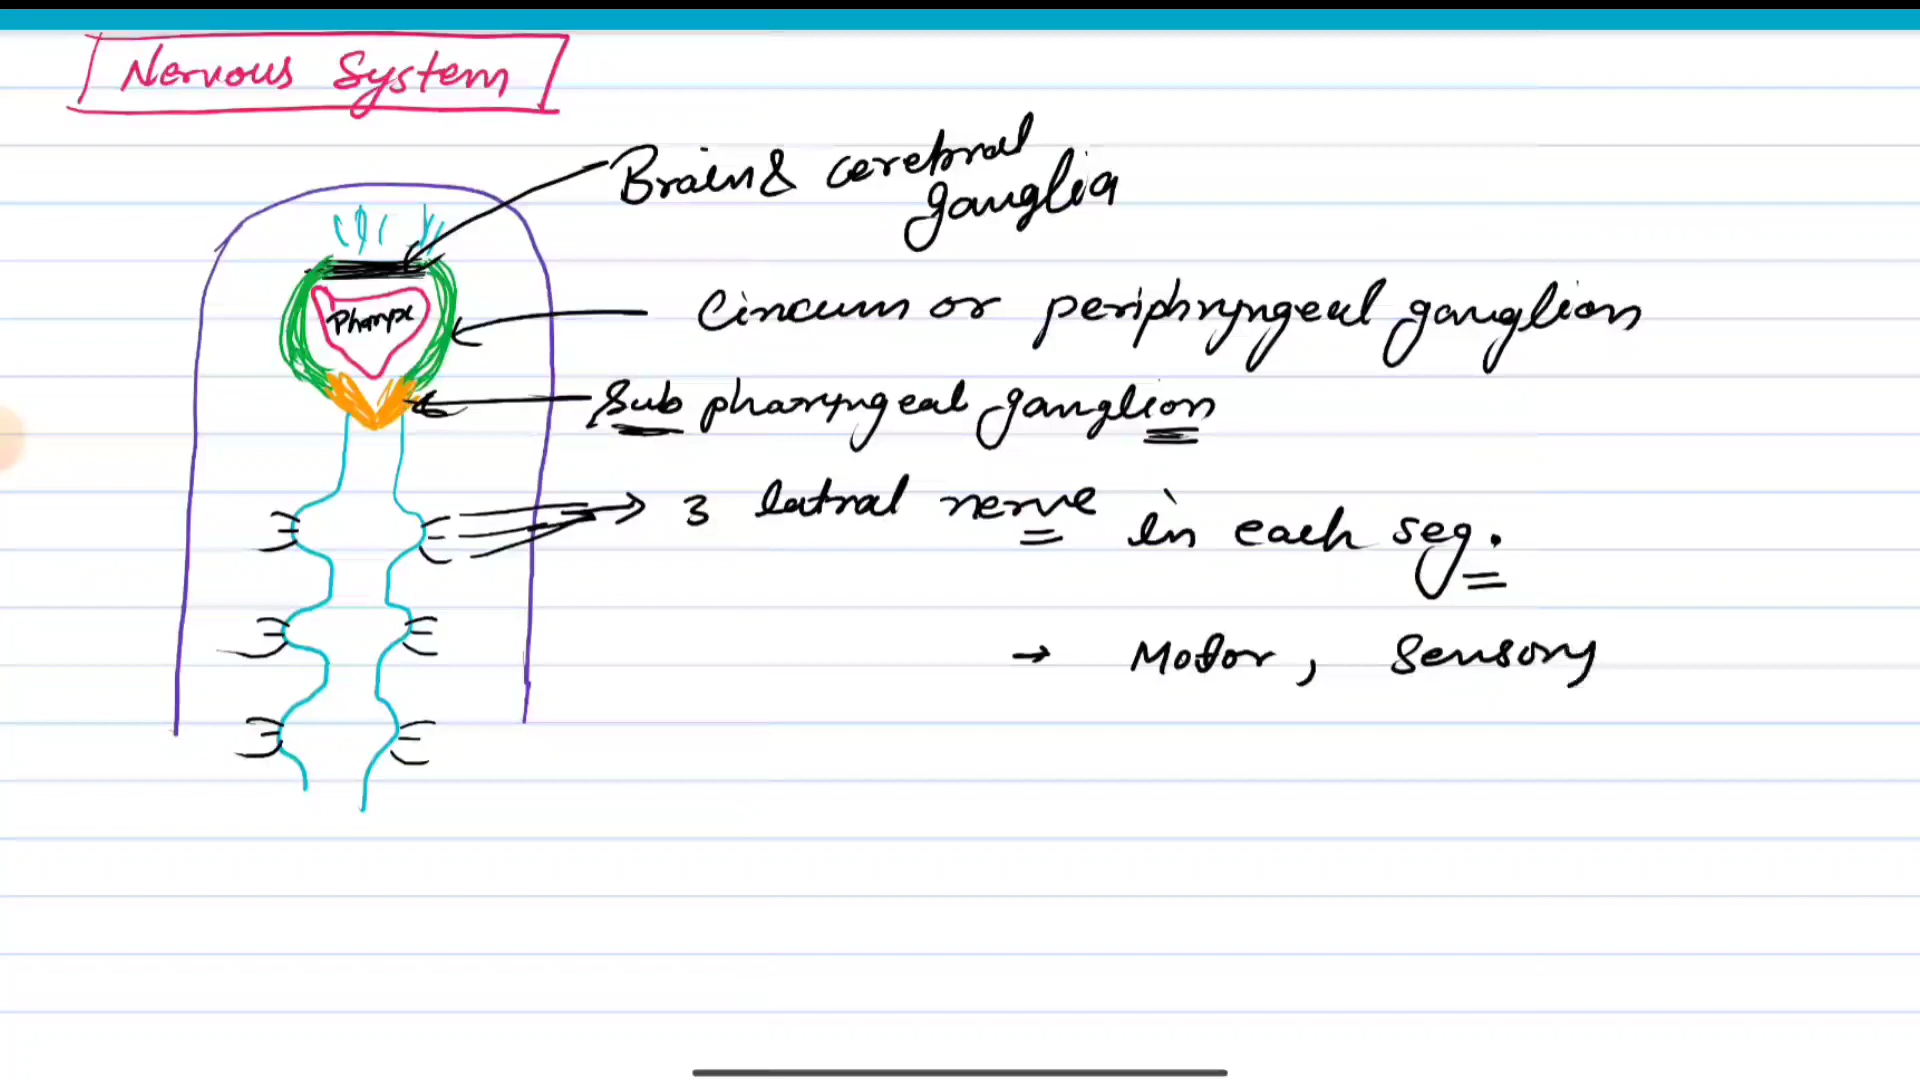 Nervous System
Brain & cerebral
ganglia
Pharynx
Circum or periphryngeal ganglion
Sub pharyngeal ganglion
3 latral nerve in each seg.
→ Motor, Sensory